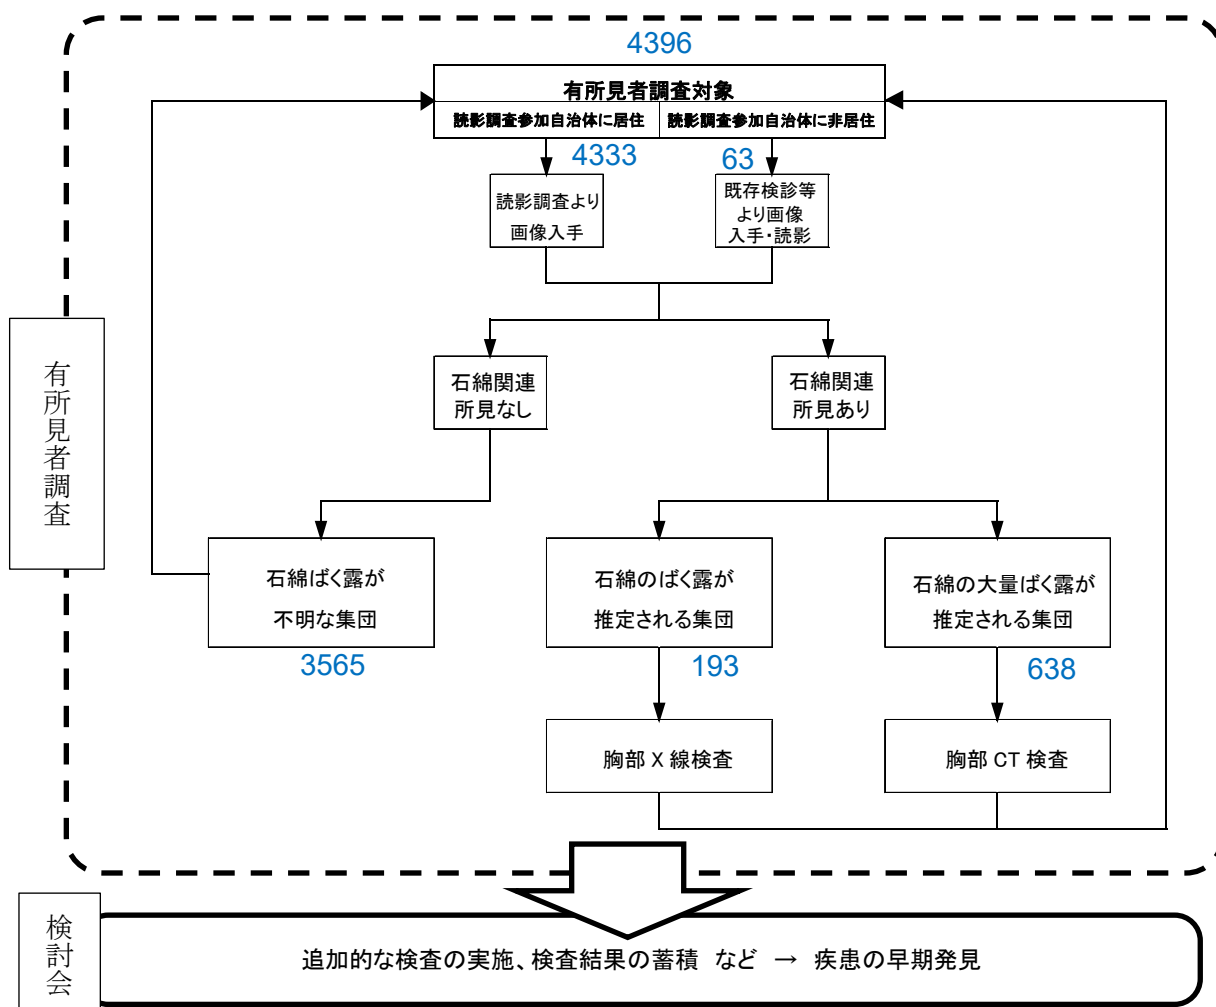 4396
有所見者調査対象
読影調査参加自治体に居住
読影調査参加自治体に非居住
4333
63
読影調査より
画像入手
既存検診等
より画像
入手・読影
石綿関連
所見なし
石綿関連
所見あり
有所見者調査
石綿ばく露が
不明な集団
石綿のばく露が
推定される集団
石綿の大量ばく露が
推定される集団
3565
193
638
胸部 X 線検査
胸部 CT 検査
検討会
追加的な検査の実施、検査結果の蓄積 など → 疾患の早期発見